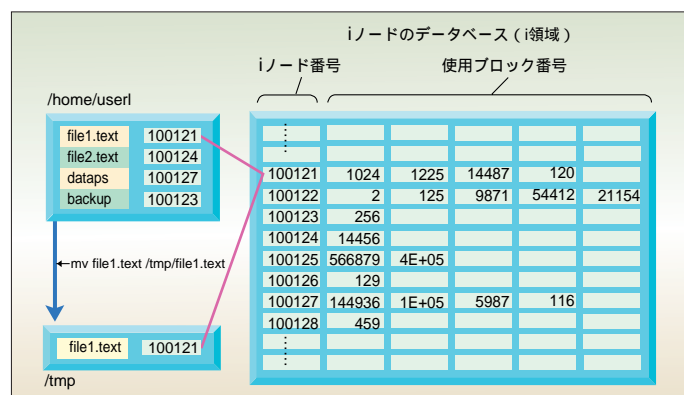 iノードのデータベース（i領域）
iノード番号 使用ブロック番号
/home/userl
file1.text 100121
file2.text 100124
dataps 100127
backup 100123
←mv file1.text /tmp/file1.text
file1.text 100121
/tmp
100121 1024 1225 14487 120
100122 2 125 9871 54412 21154
100123 256
100124 14456
100125 566879 4E+05
100126 129
100127 144936 1E+05 5987 116
100128 459